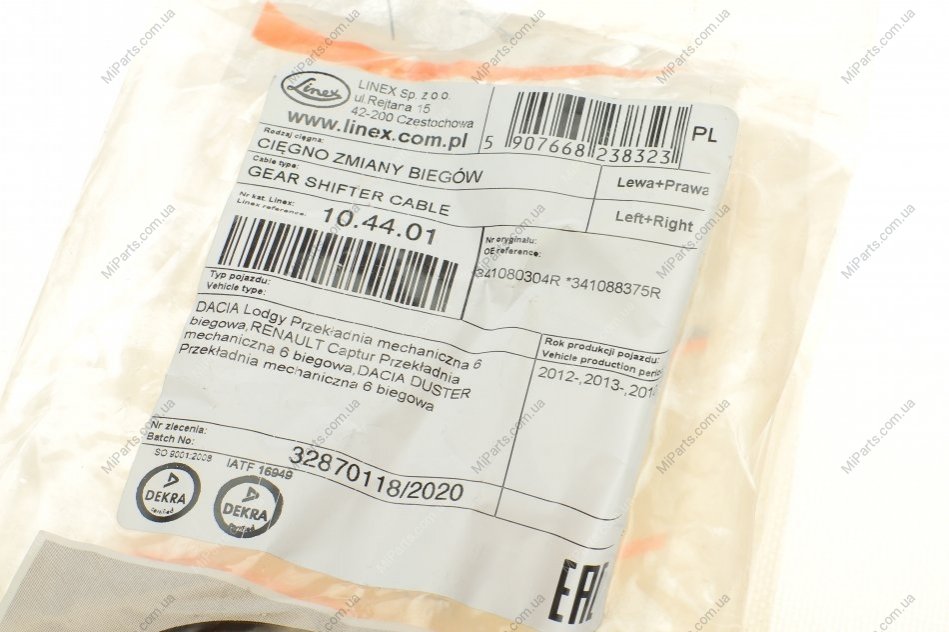 Linex
LINEX Sp. z o.o.
ul.Rejtana 15
42-200 Czestochowa
www.linex.com.pl
5 907668 238323
PL
Rodzaj cięgna:
CIĘGNO ZMIANY BIEGÓW
Lewa+Prawa
Cable type:
GEAR SHIFTER CABLE
Left+Right
Nr kat. Linex:
Linex reference:
10.44.01
Nr oryginału:
OE reference:
341080304R *341088375R
Typ pojazdu:
Vehicle type:
DACIA Lodgy Przekładnia mechaniczna 6
biegowa,RENAULT Captur Przekładnia
mechaniczna 6 biegowa,DACIA DUSTER
Przekładnia mechaniczna 6 biegowa
Rok produkcji pojazdu:
Vehicle production
2012-,2013-,201
Nr zlecenia:
Batch No:
32870118/2020
ISO 9001:2008
IATF 16949
DEKRA
certified
DEKRA
certified
EAC
MiParts.com.ua